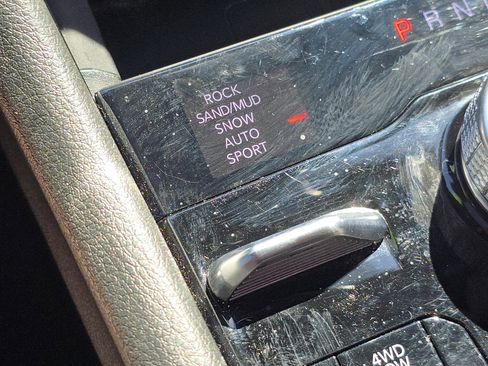 P R N
ROCK
SAND/MUD
SNOW
AUTO
SPORT
4WD